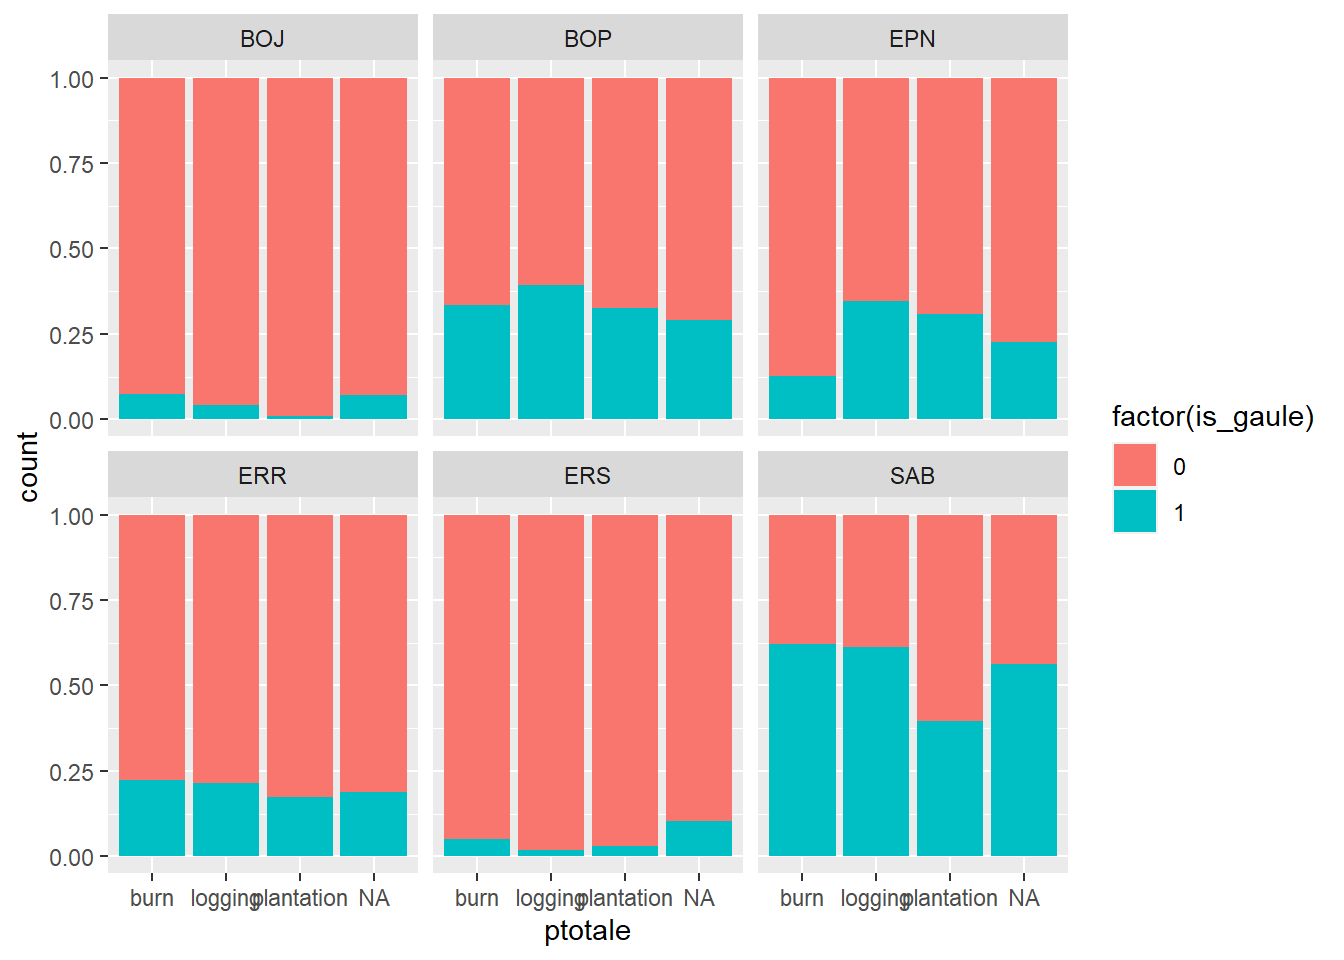 BOJ BOP EPN
1.00
0.75
0.50
0.25
0.00
count
factor(is_gaule)
0
1
ERR ERS SAB
1.00
0.75
0.50
0.25
0.00
burn logging plantation NA burn logging plantation NA burn logging plantation NA
ptotale